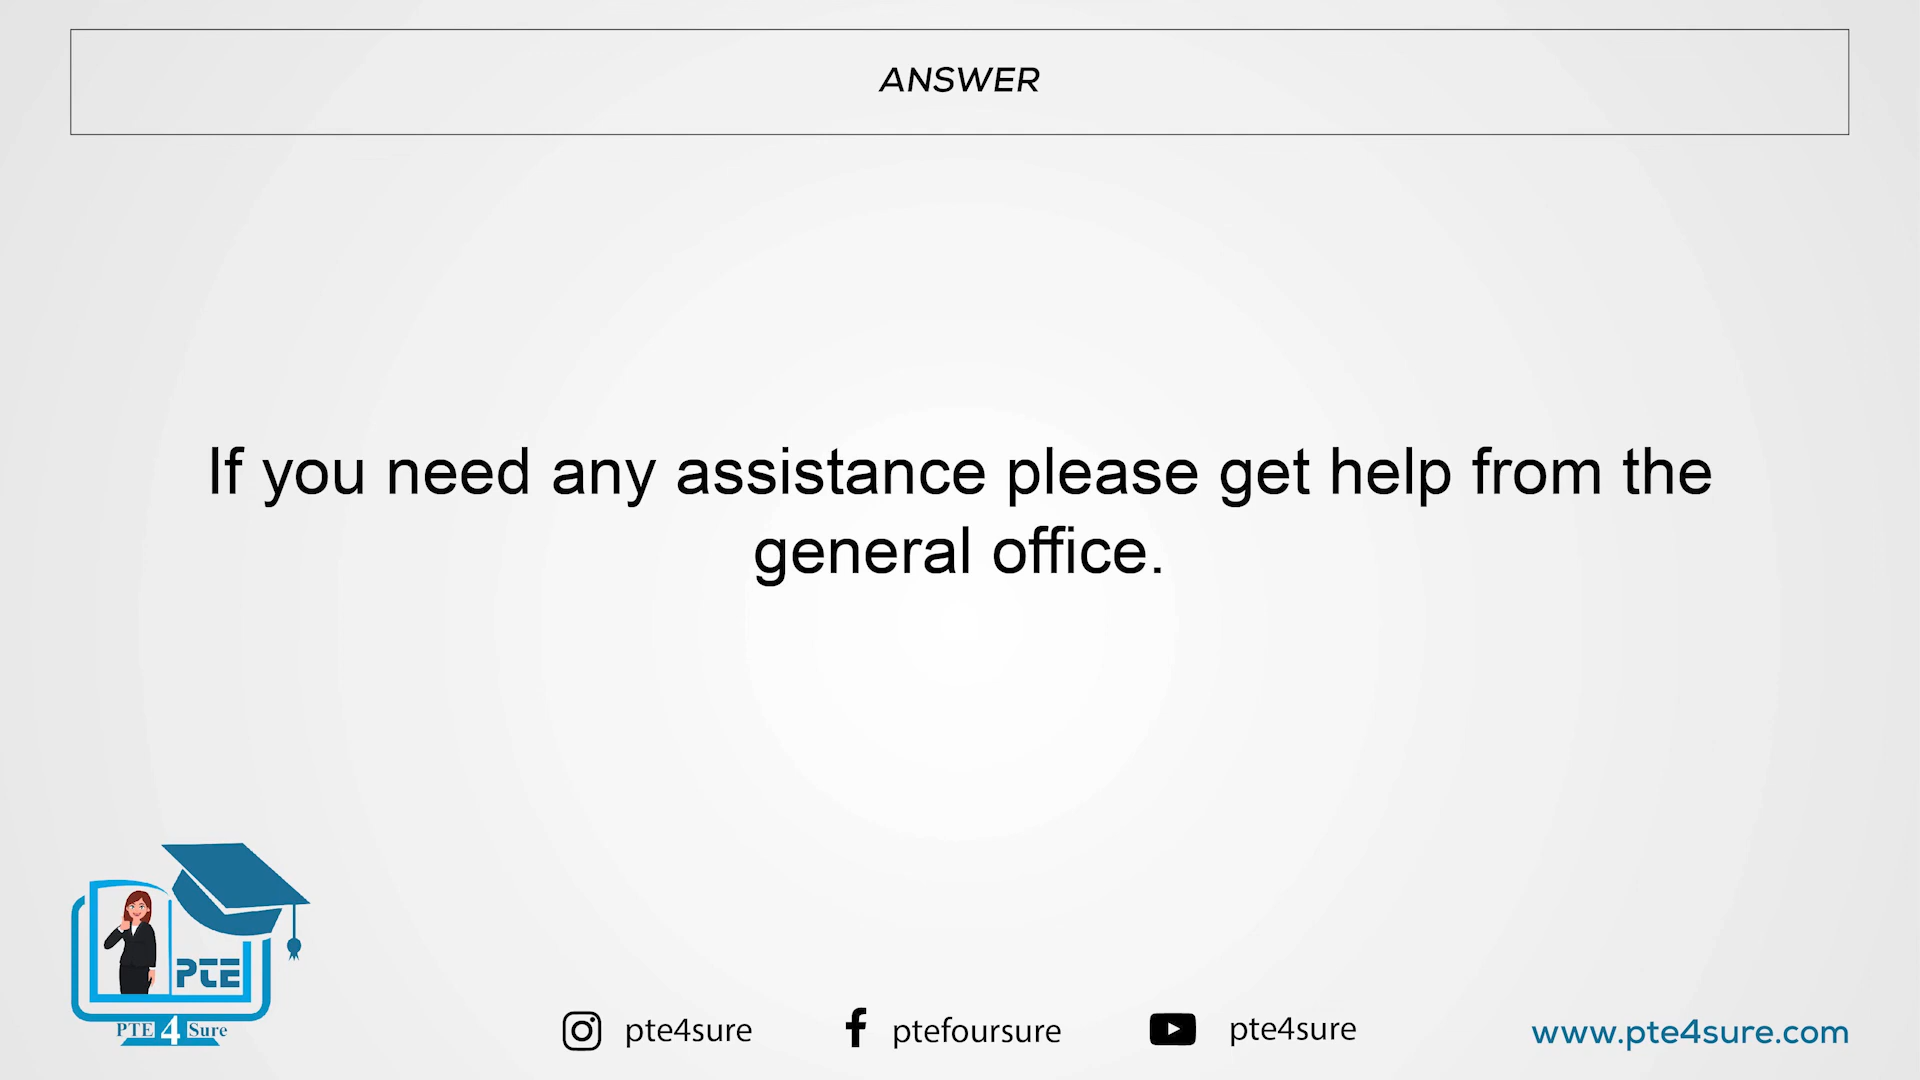 ANSWER
If you need any assistance please get help from the
general office.
PTE
PTE 4 Sure
pte4sure
ptefoursure
pte4sure
www.pte4sure.com